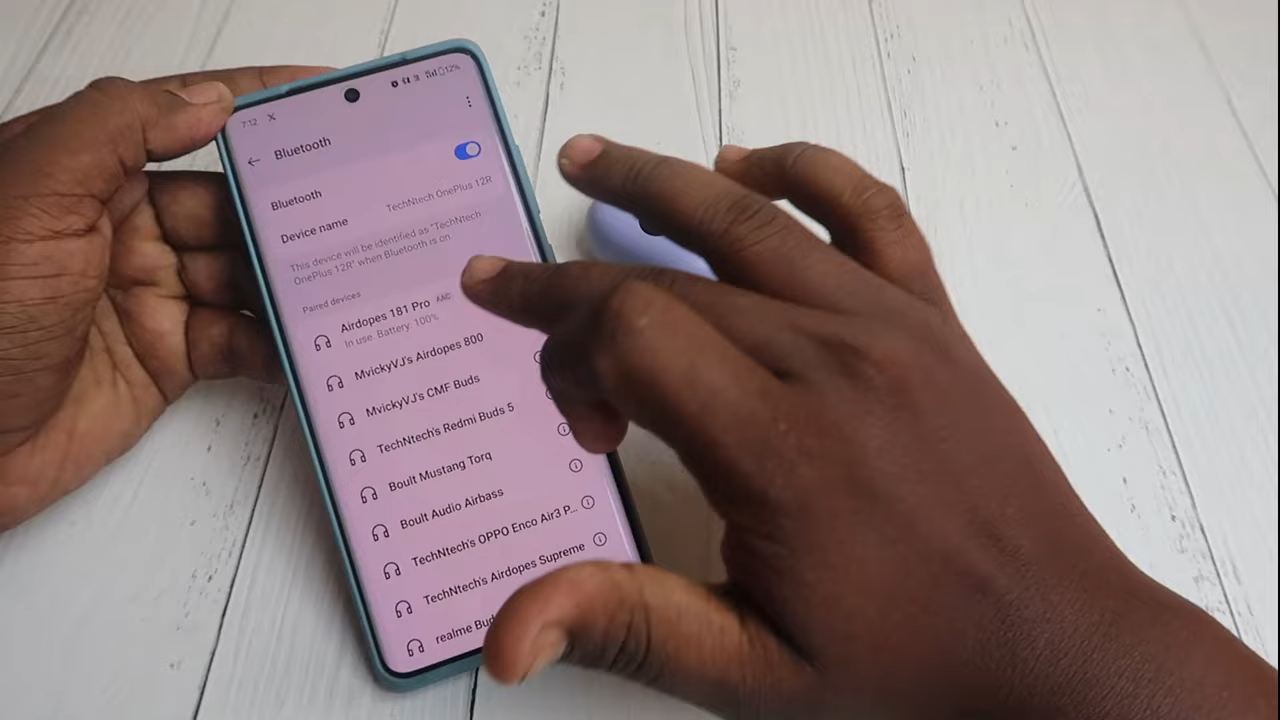 7:12 X 12%
Bluetooth
Bluetooth
Device name TechNtech OnePlus 12R
This device will be identified as "TechNtech
OnePlus 12R" when Bluetooth is on
Paired devices
Airdopes 181 Pro AAC
In use. Battery: 100%
MvickyVJ's Airdopes 800
MvickyVJ's CMF Buds
TechNtech's Redmi Buds 5
Boult Mustang Torq
Boult Audio Airbass
TechNtech's OPPO Enco Air3 P...
TechNtech's Airdopes Supreme
realme